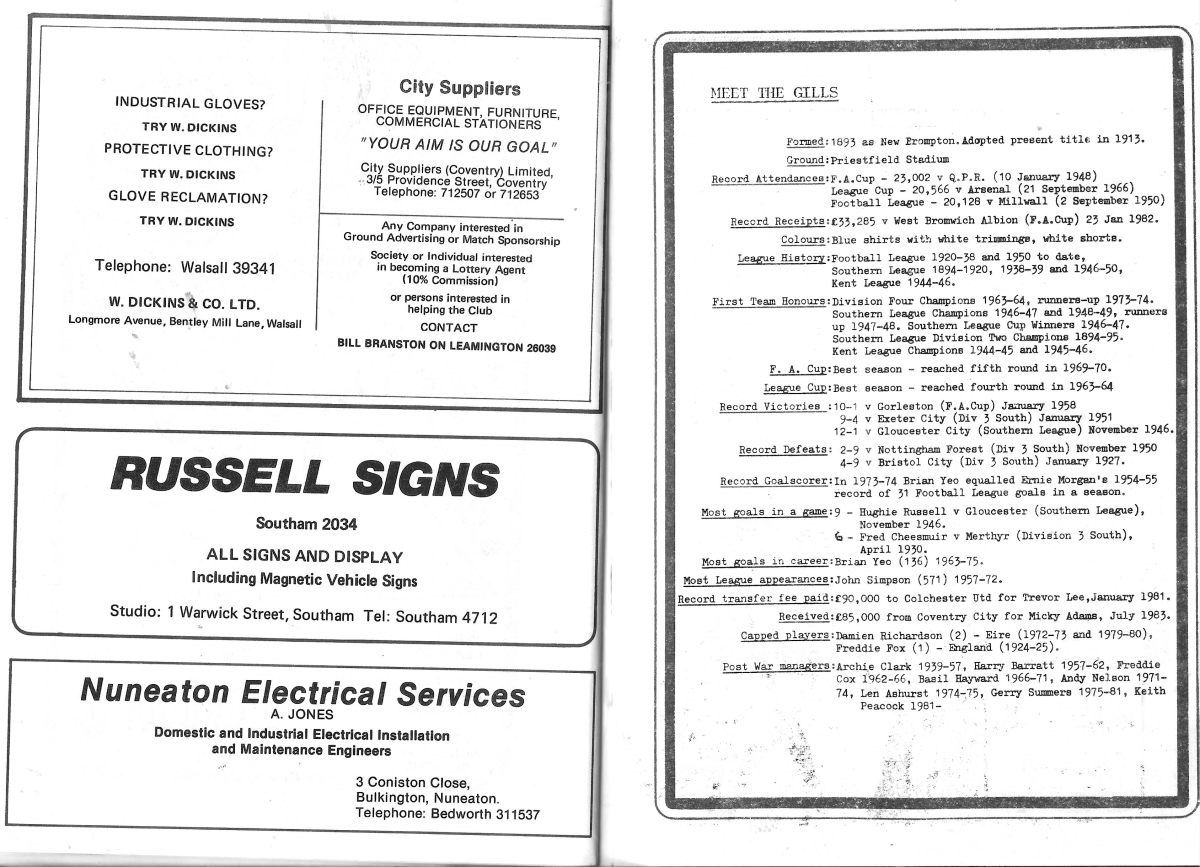 INDUSTRIAL GLOVES?
TRY W. DICKINS
PROTECTIVE CLOTHING?
TRY W. DICKINS
GLOVE RECLAMATION?
TRY W. DICKINS
Telephone: Walsall 39341
W. DICKINS & CO. LTD.
Longmore Avenue, Bentley Mill Lane, Walsall
City Suppliers
OFFICE EQUIPMENT, FURNITURE,
COMMERCIAL STATIONERS
"YOUR AIM IS OUR GOAL"
City Suppliers (Coventry) Limited,
3/5 Providence Street, Coventry
Telephone: 712507 or 712653
Any Company interested in
Ground Advertising or Match Sponsorship
Society or Individual interested
in becoming a Lottery Agent
(10% Commission)
or persons interested in
helping the Club
CONTACT
BILL BRANSTON ON LEAMINGTON 26039
RUSSELL SIGNS
Southam 2034
ALL SIGNS AND DISPLAY
Including Magnetic Vehicle Signs
Studio: 1 Warwick Street, Southam Tel: Southam 4712
Nuneaton Electrical Services
A. JONES
Domestic and Industrial Electrical Installation
and Maintenance Engineers
3 Coniston Close,
Bulkington, Nuneaton.
Telephone: Bedworth 311537
MEET THE GILLS
Formed:1893 as New Brompton.Adopted present title in 1913.
Ground:Priestfield Stadium
Record Attendances:F.A.Cup - 23,002 v Q.P.R. (10 January 1948)
League Cup - 20,566 v Arsenal (21 September 1966)
Football League - 20,128 v Millwall (2 September 1950)
Record Receipts:£33,285 v West Bromwich Albion (F.A.Cup) 23 Jan 1982.
Colours:Blue shirts with white trimmings, white shorts.
League History:Football League 1920-38 and 1950 to date,
Southern League 1894-1920, 1938-39 and 1946-50,
Kent League 1944-46.
First Team Honours:Division Four Champions 1963-64, runners-up 1973-74.
Southern League Champions 1946-47 and 1948-49, runners
up 1947-48. Southern League Cup Winners 1946-47.
Southern League Division Two Champions 1894-95.
Kent League Champions 1944-45 and 1945-46.
F. A. Cup:Best season - reached fifth round in 1969-70.
League Cup:Best season - reached fourth round in 1963-64
Record Victories :10-1 v Gorleston (F.A.Cup) January 1958
9-4 v Exeter City (Div 3 South) January 1951
12-1 v Gloucester City (Southern League) November 1946.
Record Defeats: 2-9 v Nottingham Forest (Div 3 South) November 1950
4-9 v Bristol City (Div 3 South) January 1927.
Record Goalscorer:In 1973-74 Brian Yeo equalled Ernie Morgan's 1954-55
record of 31 Football League goals in a season.
Most goals in a game:9 - Hughie Russell v Gloucester (Southern League),
November 1946.
6 - Fred Cheesmuir v Merthyr (Division 3 South),
April 1930.
Most goals in career:Brian Yeo (136) 1963-75.
Most League appearances:John Simpson (571) 1957-72.
Record transfer fee paid:£90,000 to Colchester Utd for Trevor Lee,January 1981.
Received:£85,000 from Coventry City for Micky Adams, July 1983.
Capped players:Damien Richardson (2) - Eire (1972-73 and 1979-80),
Freddie Fox (1) - England (1924-25).
Post War managers:Archie Clark 1939-57, Harry Barratt 1957-62, Freddie
Cox 1962-66, Basil Hayward 1966-71, Andy Nelson 1971-
74, Len Ashurst 1974-75, Gerry Summers 1975-81, Keith
Peacock 1981-